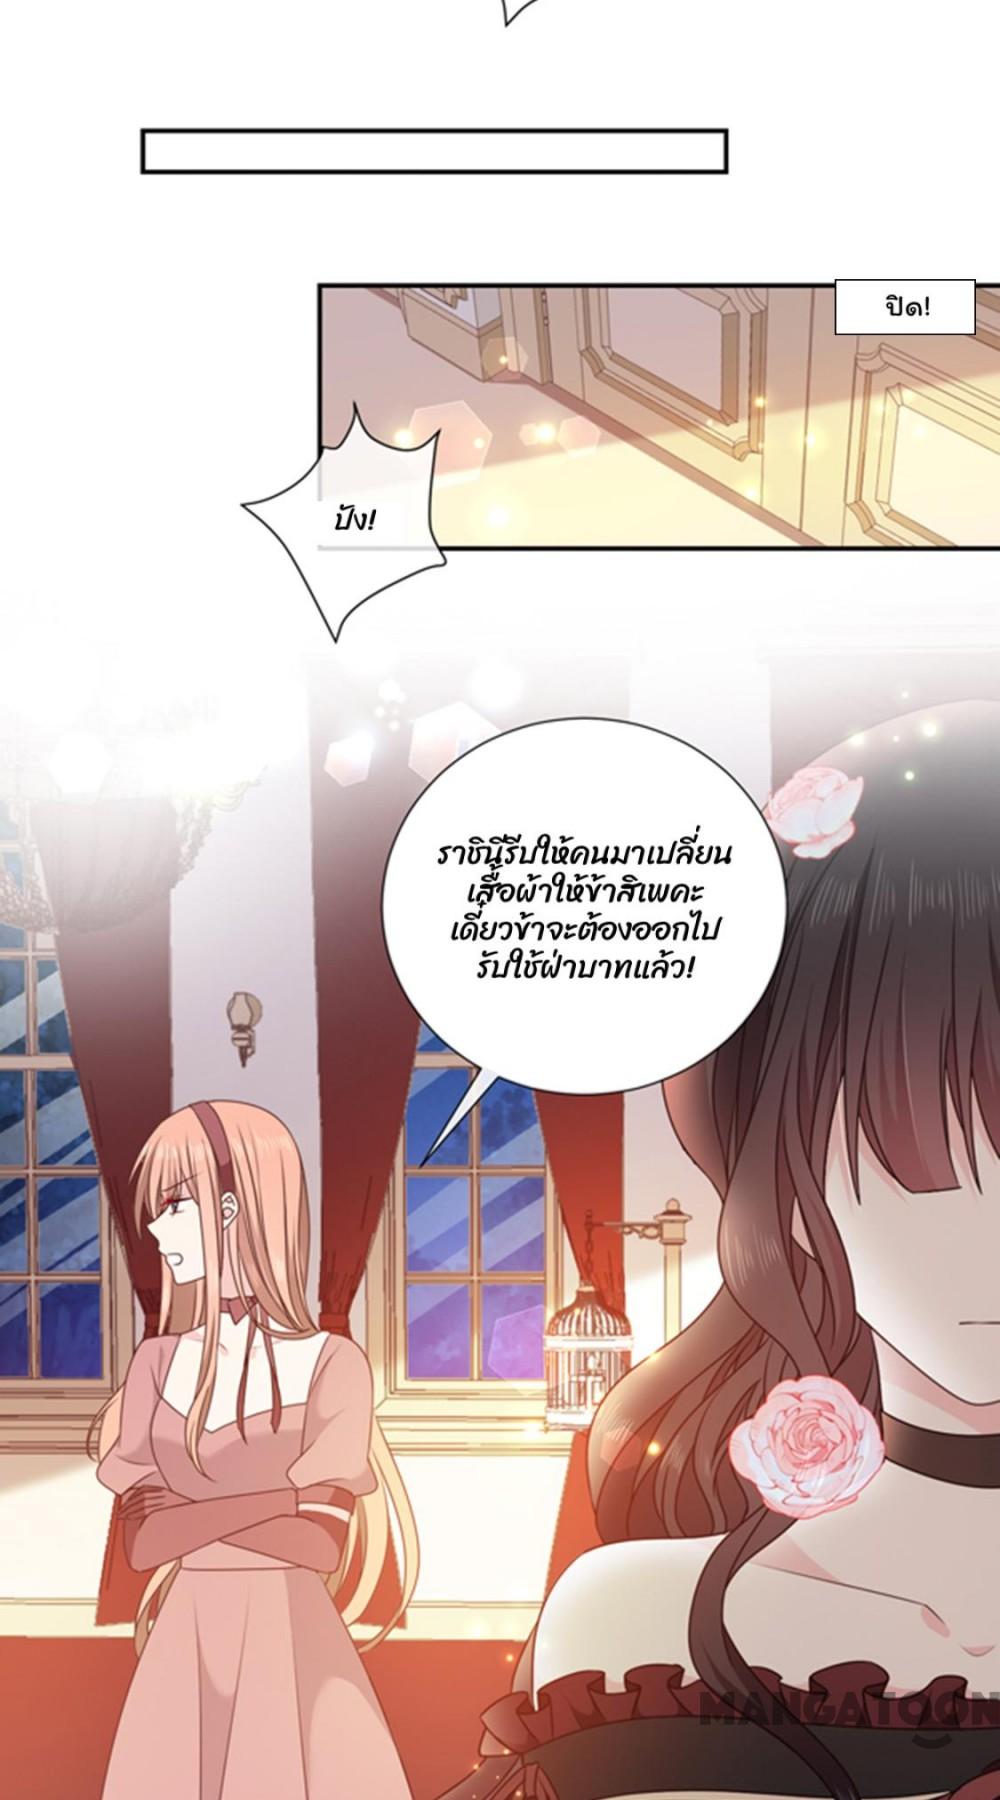 ปิด!
ปัง!
ราชินีรีบให้คนมาเปลี่ยน
เสื้อผ้าให้ข้าสิเพคะ
เดี๋ยวข้าจะต้องออกไป
รับใช้ฝ่าบาทแล้ว!
MANGATOON